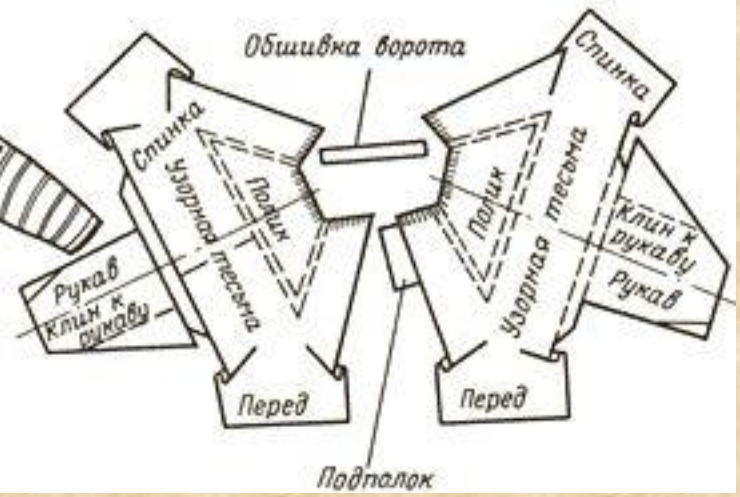 Обшивка ворота
Спинка
Спинка
Узорная тесьма
Полик
Полик
Узорная тесьма
Рукав
Клин к
рукаву
Клин к
рукаву
Рукав
Перед
Перед
Подпалок